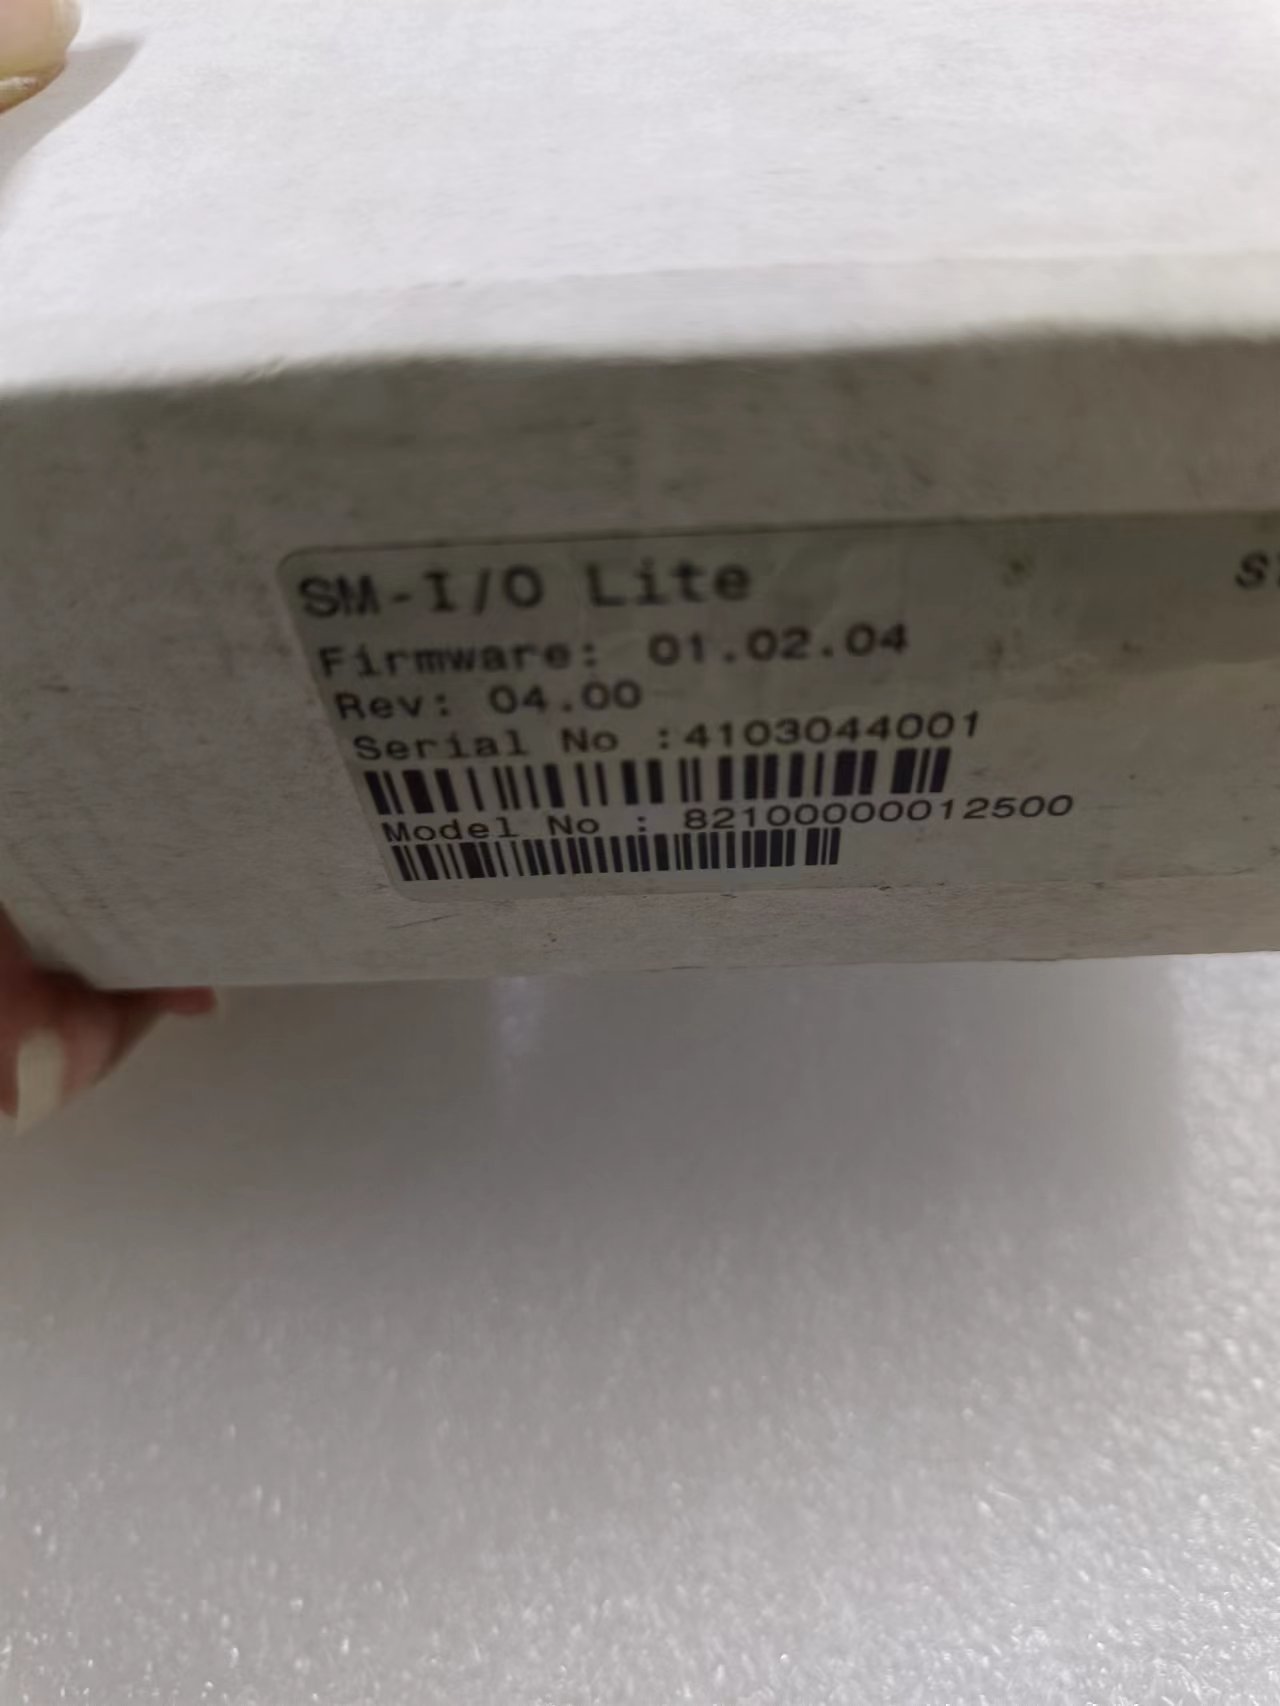 SM-I/O Lite
Firmware: 01.02.04
Rev: 04.00
Serial No :4103044001
Model No : 82100000012500